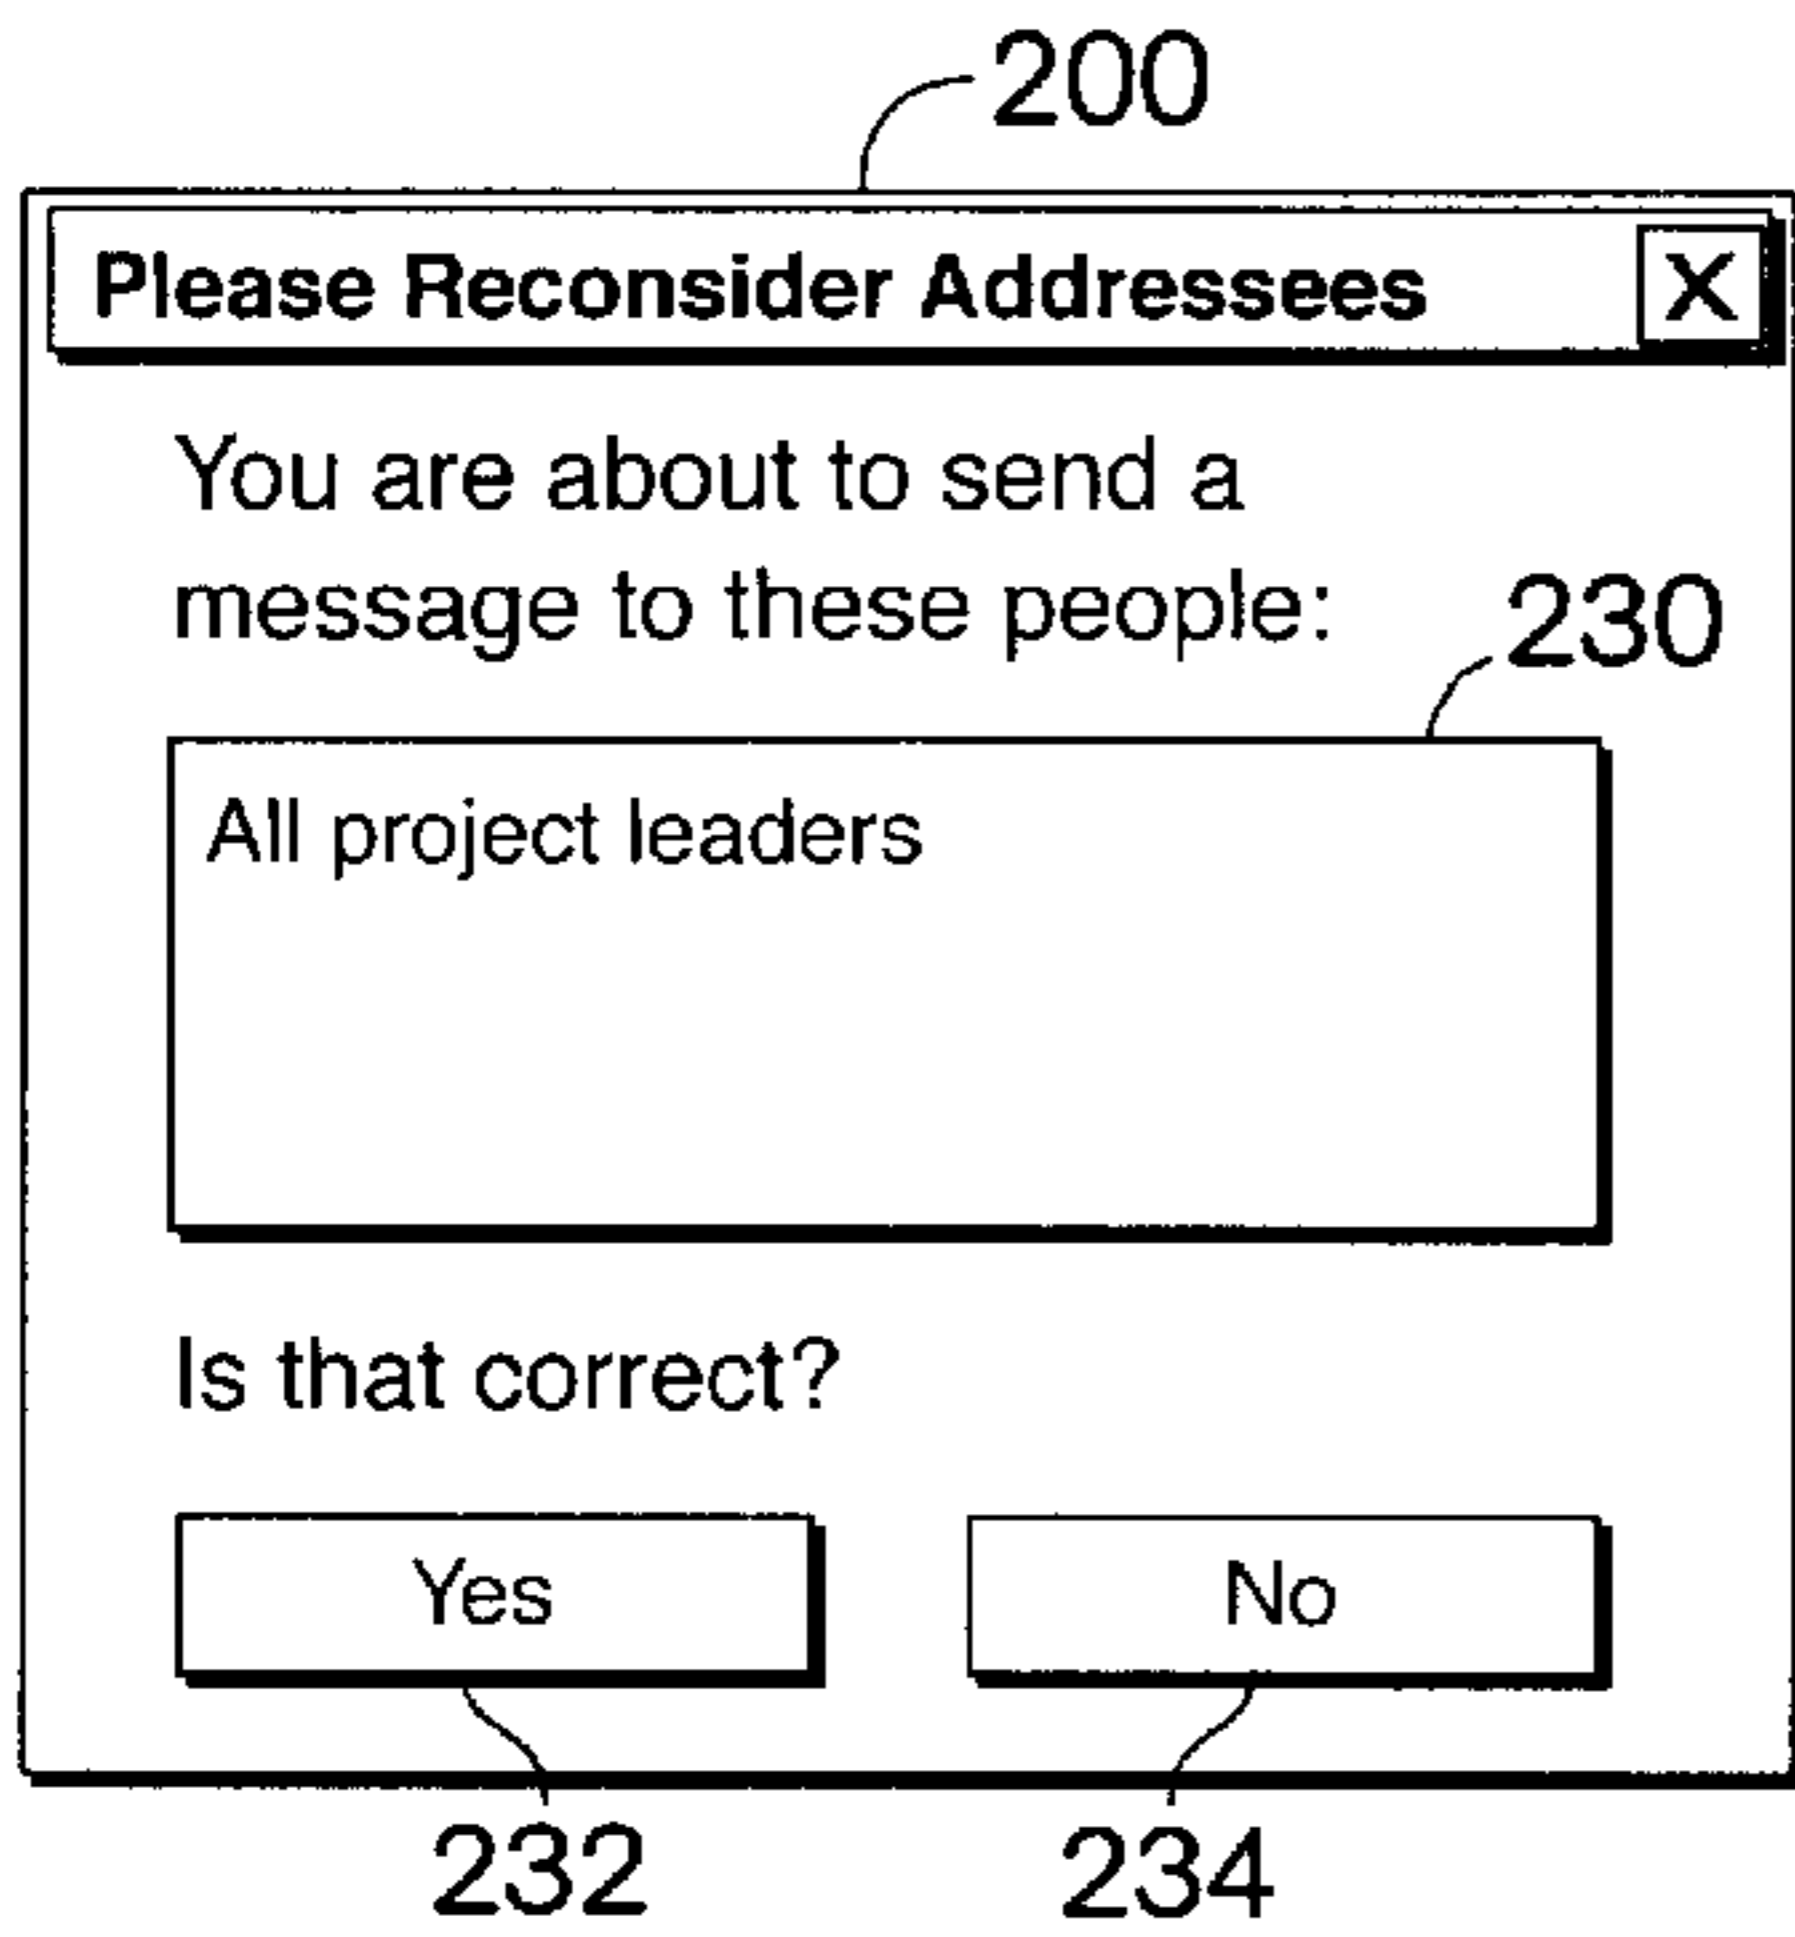 200
Please Reconsider Addressees X
You are about to send a
message to these people:
230
All project leaders
Is that correct?
Yes No
232 234